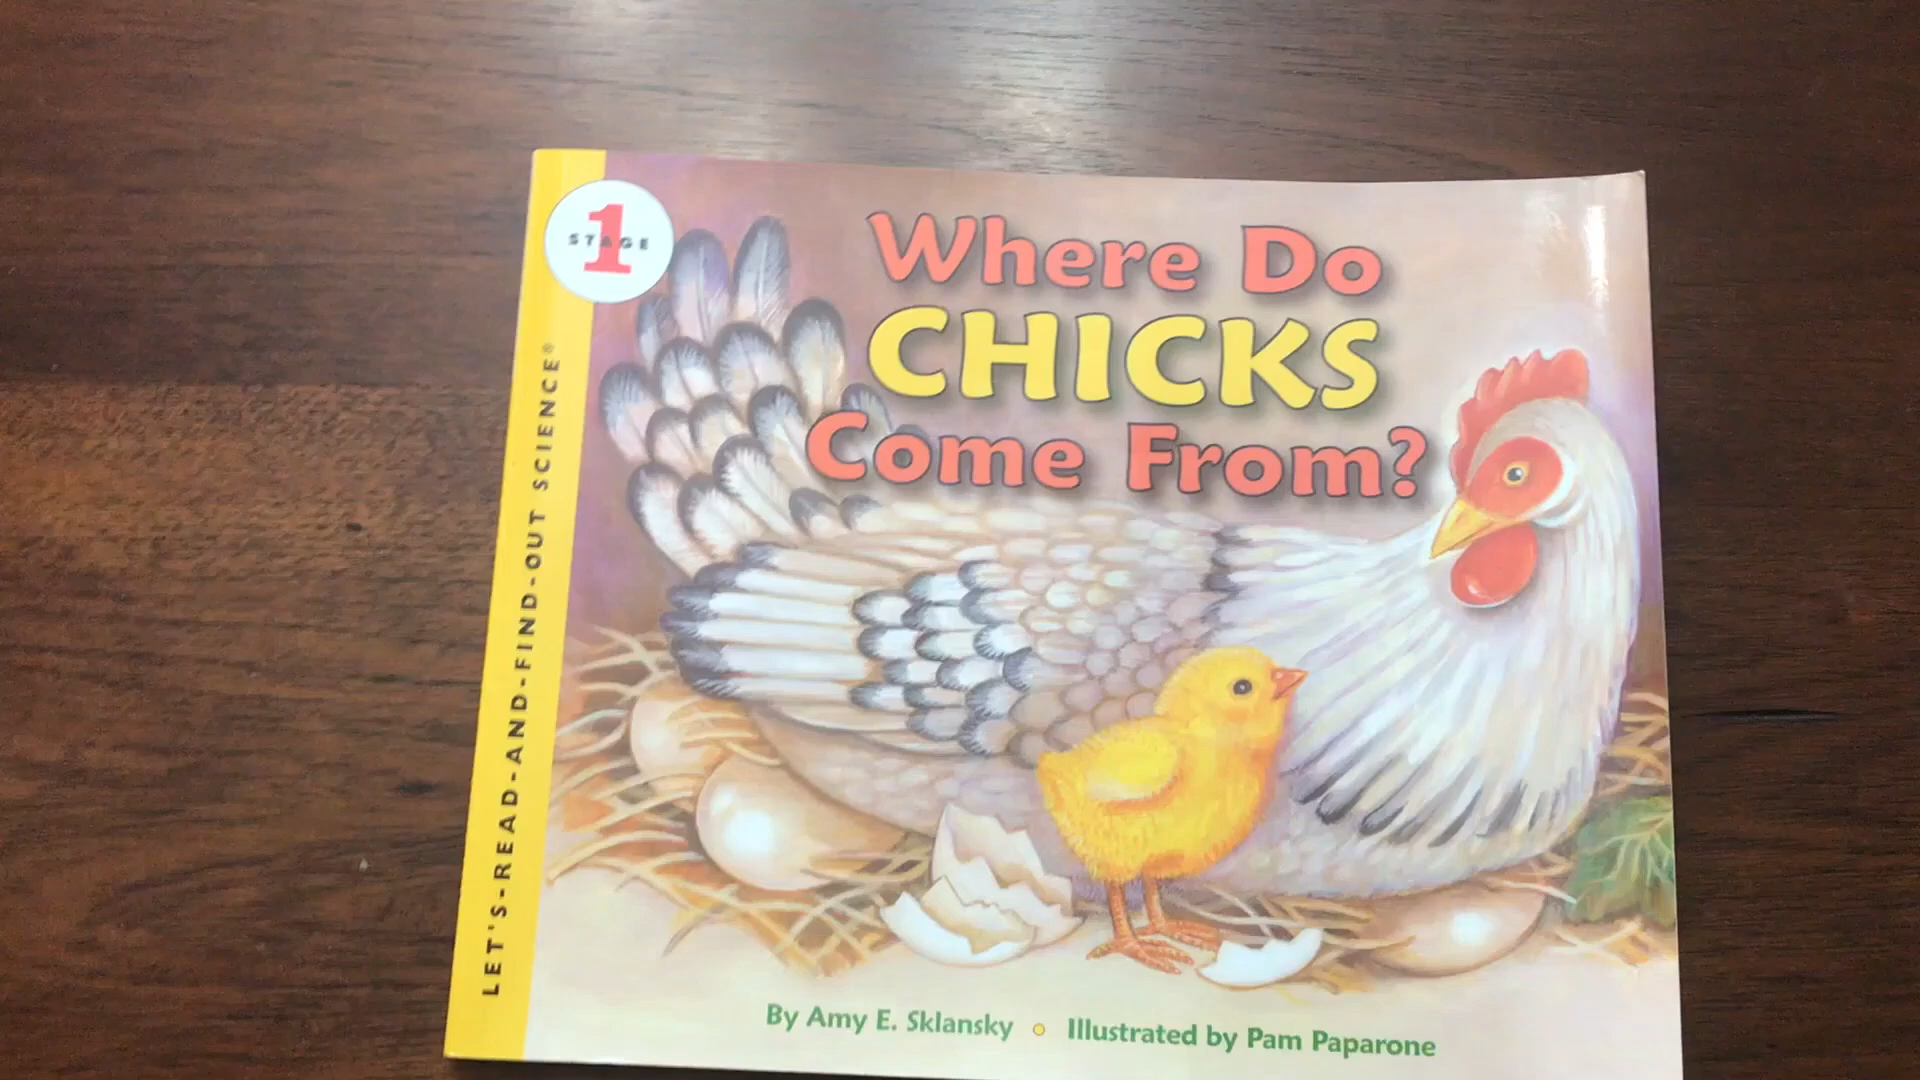 STAGE 1
Where Do
CHICKS
Come From?
LET'S-READ-AND-FIND-OUT SCIENCE®
By Amy E. Sklansky
Illustrated by Pam Paparone